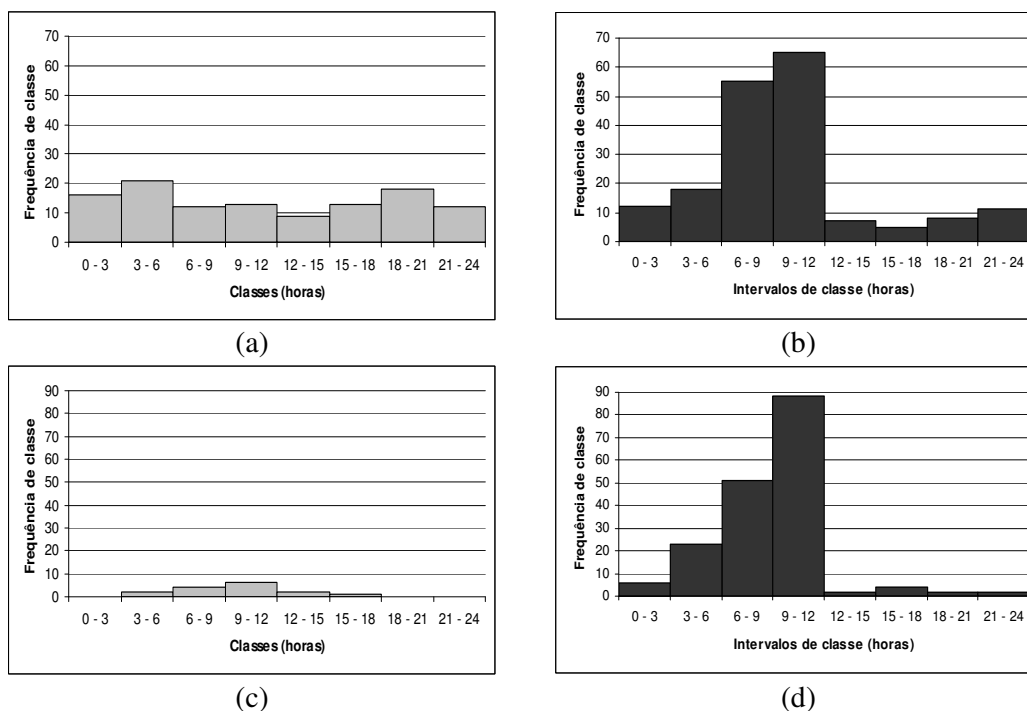 Frequência de classe
70
60
50
40
30
20
10
0
0 - 3 3 - 6 6 - 9 9 - 12 12 - 15 15 - 18 18 - 21 21 - 24
Classes (horas)
(a)
Frequência de classe
70
60
50
40
30
20
10
0
0 - 3 3 - 6 6 - 9 9 - 12 12 - 15 15 - 18 18 - 21 21 - 24
Intervalos de classe (horas)
(b)
Frequência de classe
90
80
70
60
50
40
30
20
10
0
0 - 3 3 - 6 6 - 9 9 - 12 12 - 15 15 - 18 18 - 21 21 - 24
Classes (horas)
(c)
Frequência de classe
90
80
70
60
50
40
30
20
10
0
0 - 3 3 - 6 6 - 9 9 - 12 12 - 15 15 - 18 18 - 21 21 - 24
Intervalos de classe (horas)
(d)